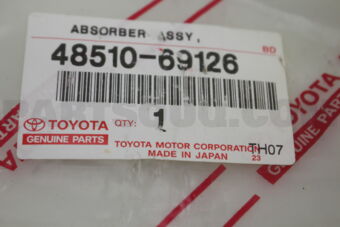 ABSORBER ASSY,
BD
48510-69126
TOYOTA
GENUINE PARTS
QTY:
1
TOYOTA MOTOR CORPORATION
MADE IN JAPAN
23
TH07
TOYOTA
PARTS